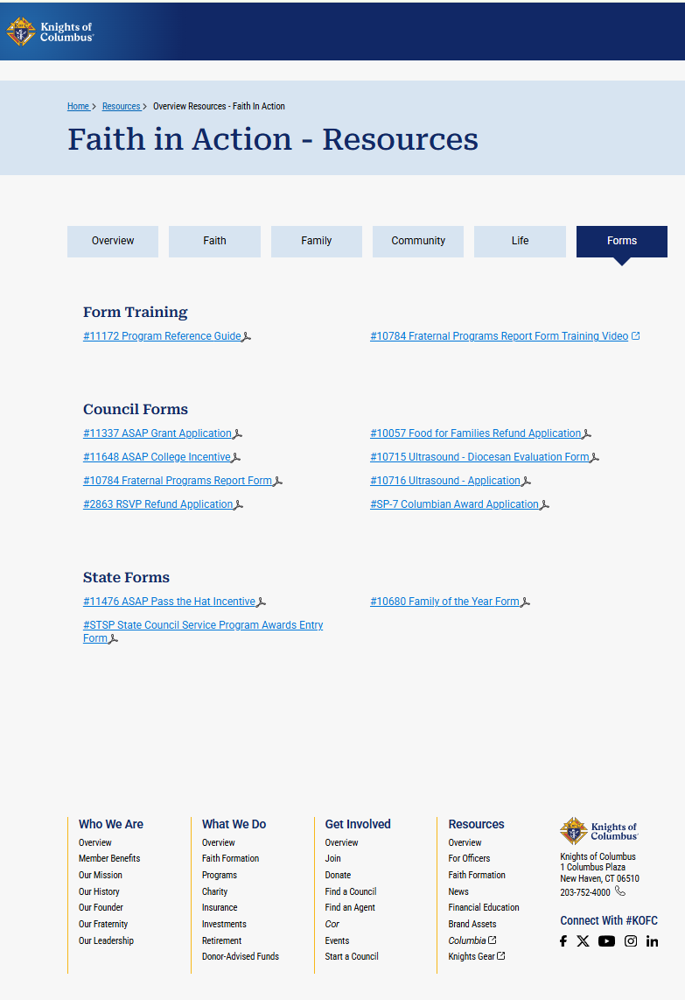 Knights of
Columbus
Home > Resources > Overview Resources - Faith In Action
Faith in Action - Resources
Overview
Faith
Family
Community
Life
Forms
Form Training
#11172 Program Reference Guide
#10784 Fraternal Programs Report Form Training Video
Council Forms
#11337 ASAP Grant Application
#10057 Food for Families Refund Application
#11648 ASAP College Incentive
#10715 Ultrasound - Diocesan Evaluation Form
#10784 Fraternal Programs Report Form
#10716 Ultrasound - Application
#2863 RSVP Refund Application
#SP-7 Columbian Award Application
State Forms
#11476 ASAP Pass the Hat Incentive
#10680 Family of the Year Form
#STSP State Council Service Program Awards Entry
Form
Who We Are
Overview
Member Benefits
Our Mission
Our History
Our Founder
Our Fraternity
Our Leadership
What We Do
Overview
Faith Formation
Programs
Charity
Insurance
Investments
Retirement
Donor-Advised Funds
Get Involved
Overview
Join
Donate
Find a Council
Find an Agent
Cor
Events
Start a Council
Resources
Overview
For Officers
Faith Formation
News
Financial Education
Brand Assets
Columbia
Knights Gear
Knights of
Columbus
Knights of Columbus
1 Columbus Plaza
New Haven, CT 06510
203-752-4000
Connect With #KOFC